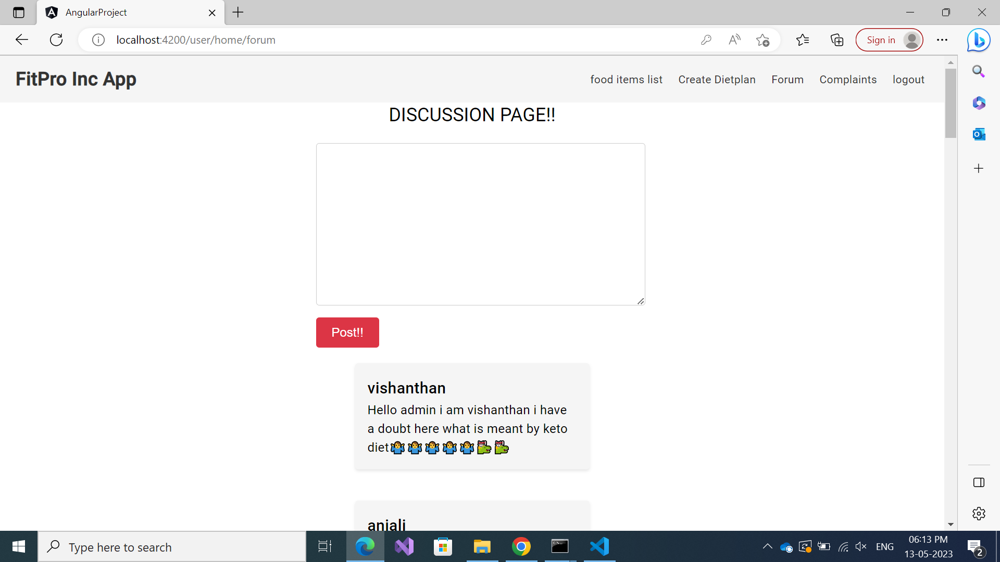 AngularProject
localhost:4200/user/home/forum
Sign in
FitPro Inc App
food items list
Create Dietplan
Forum
Complaints
logout
DISCUSSION PAGE!!
Post!!
vishanthan
Hello admin i am vishanthan i have
a doubt here what is meant by keto
diet🤷‍♂️🤷‍♂️🤷‍♂️🤷‍♂️🤷‍♂️🐱‍🐉🐱‍🐉
anjali
Type here to search
ENG
06:13 PM
13-05-2023
2